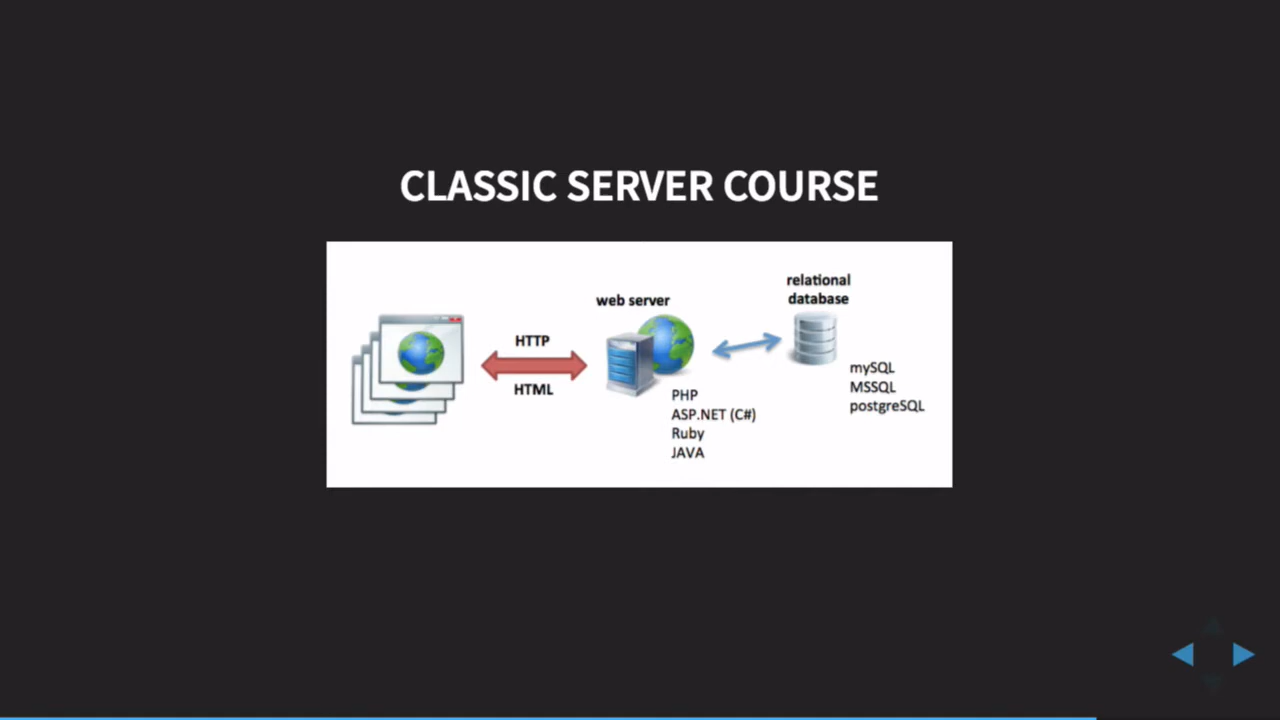 CLASSIC SERVER COURSE
relational
database
web server
HTTP
HTML
mySQL
MSSQL
postgreSQL
PHP
ASP.NET (C#)
Ruby
JAVA